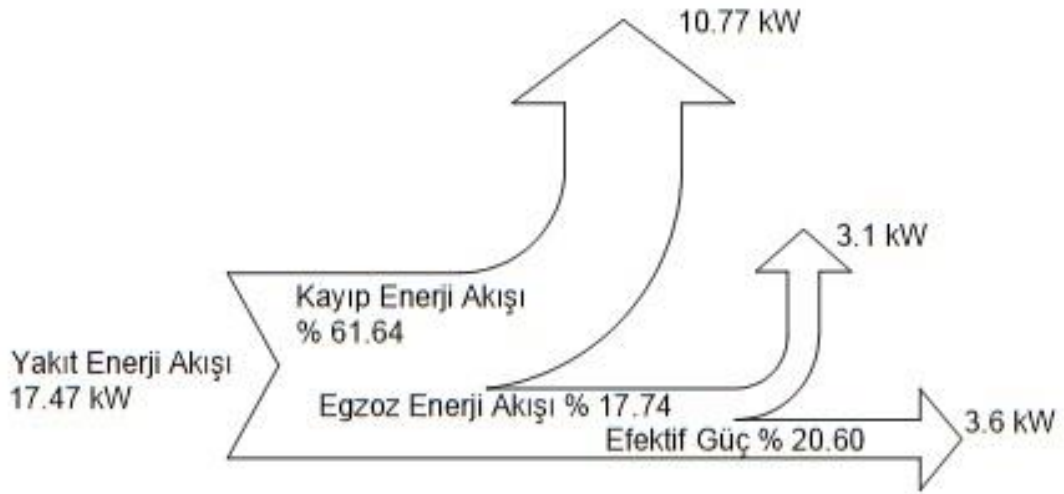 10.77 kW
3.1 kW
Kayıp Enerji Akışı
% 61.64
Yakıt Enerji Akışı
17.47 kW
Egzoz Enerji Akışı % 17.74
Efektif Güç % 20.60
3.6 kW